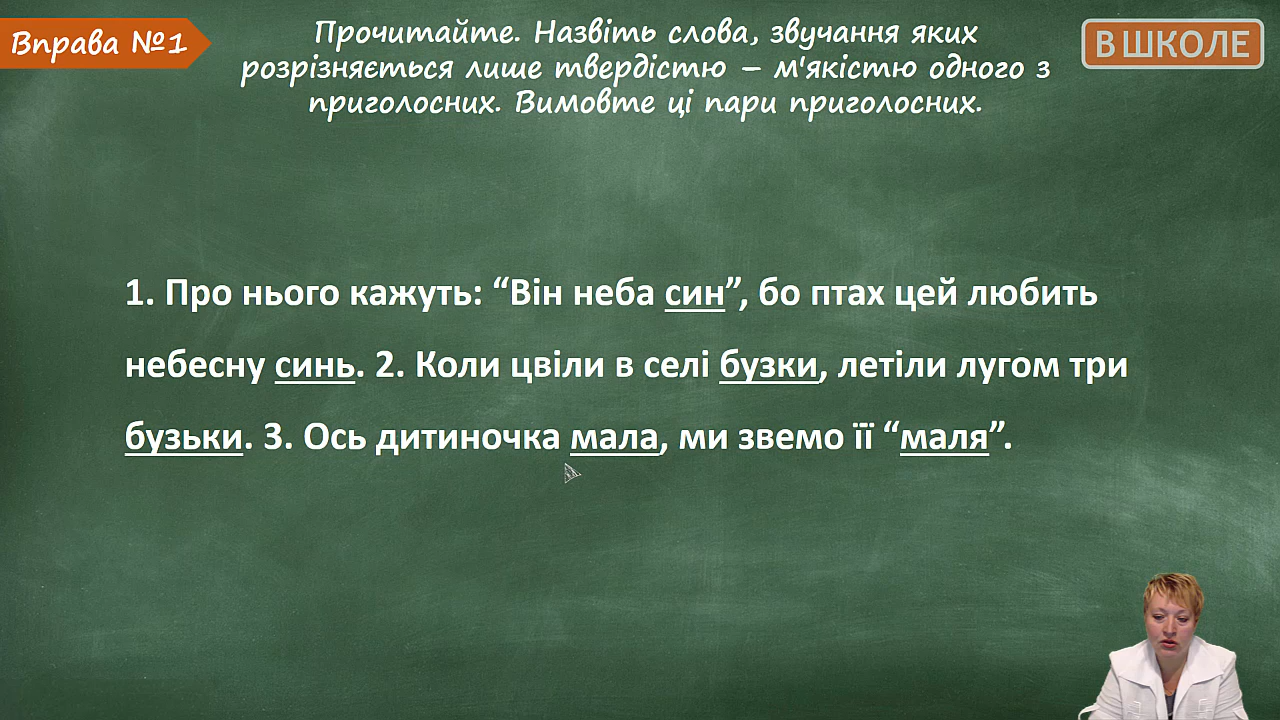 Вправа №1
Прочитайте. Назвіть слова, звучання яких
розрізняється лише твердістю – м'якістю одного з
приголосних. Вимовте ці пари приголосних.
В ШКОЛЕ
1. Про нього кажуть: “Він неба син”, бо птах цей любить
небесну синь. 2. Коли цвіли в селі бузки, летіли лугом три
бузьки. 3. Ось дитиночка мала, ми звемо її “маля”.